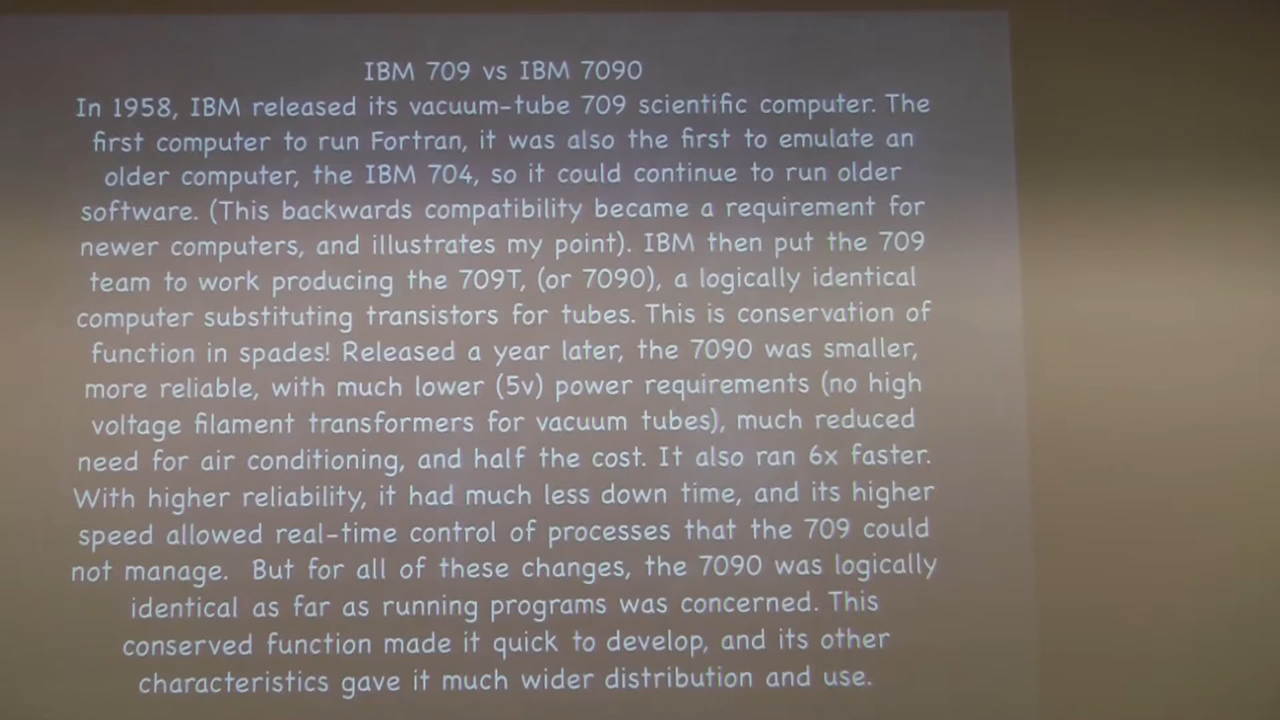 IBM 709 vs IBM 7090
In 1958, IBM released its vacuum-tube 709 scientific computer. The
first computer to run Fortran, it was also the first to emulate an
older computer, the IBM 704, so it could continue to run older
software. (This backwards compatibility became a requirement for
newer computers, and illustrates my point). IBM then put the 709
team to work producing the 709T, (or 7090), a logically identical
computer substituting transistors for tubes. This is conservation of
function in spades! Released a year later, the 7090 was smaller,
more reliable, with much lower (5v) power requirements (no high
voltage filament transformers for vacuum tubes), much reduced
need for air conditioning, and half the cost. It also ran 6x faster.
With higher reliability, it had much less down time, and its higher
speed allowed real-time control of processes that the 709 could
not manage.  But for all of these changes, the 7090 was logically
identical as far as running programs was concerned. This
conserved function made it quick to develop, and its other
characteristics gave it much wider distribution and use.